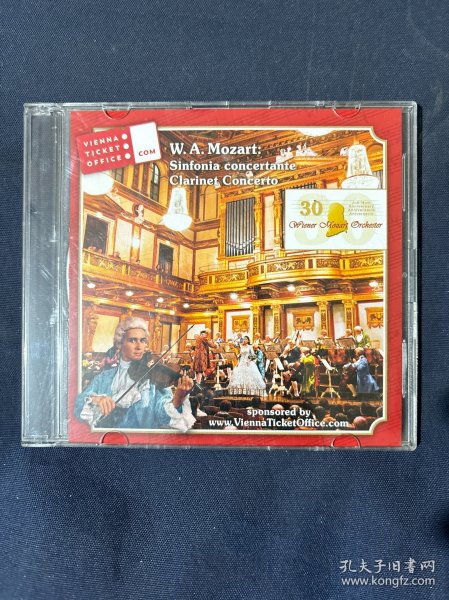 VIENNA
TICKET
OFFICE
COM
W. A. Mozart:
Sinfonia concertante
Clarinet Concerto
30
Wiener Mozart Orchester
sponsored by
www.ViennaTicketOffice.com
孔夫子旧书网
www.kongfz.com